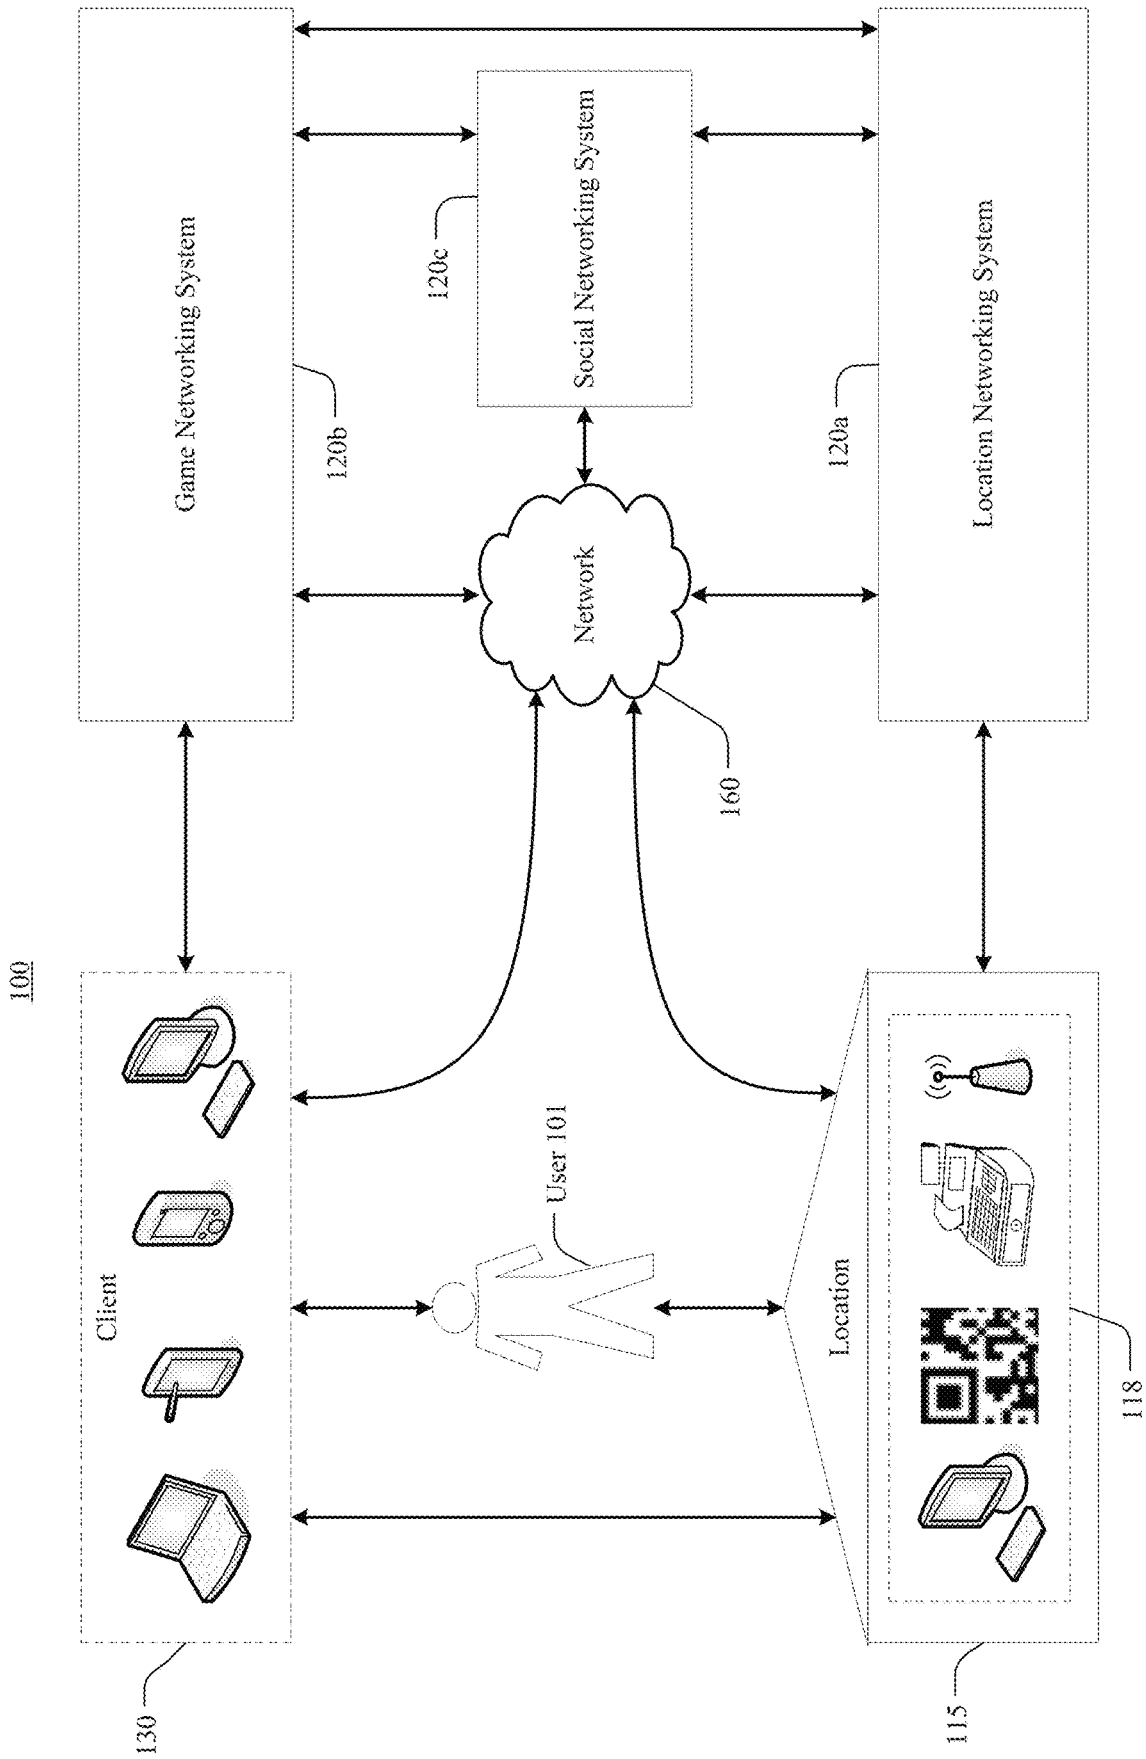 100
Client
130
User 101
Location
115
118
Network
160
Game Networking System
120b
Social Networking System
120c
Location Networking System
120a